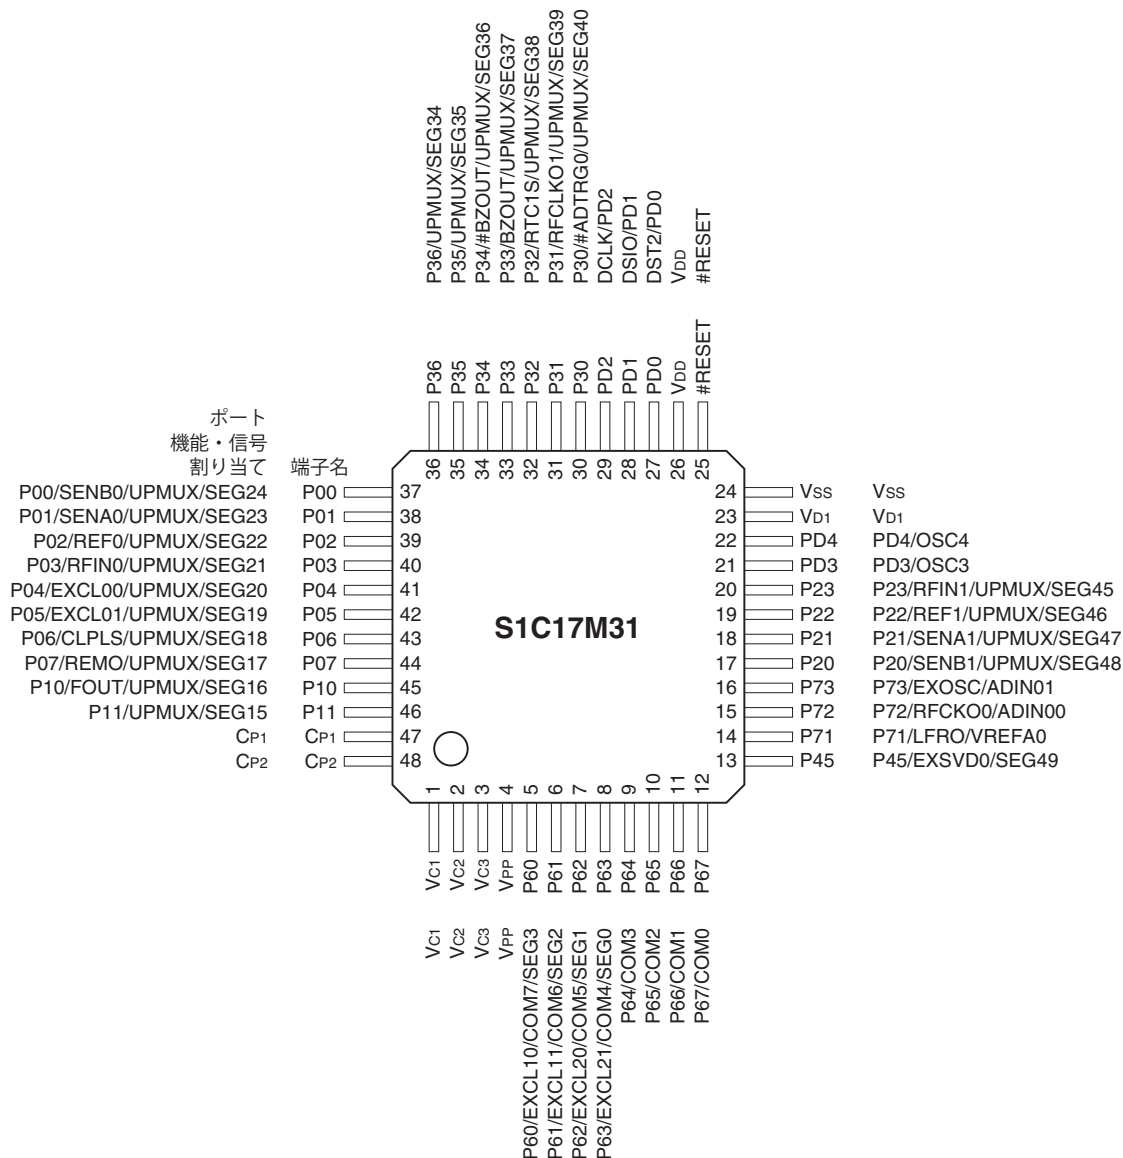 P36/UPMUX/SEG34
P35/UPMUX/SEG35
P34/#BZOUT/UPMUX/SEG36
P33/BZOUT/UPMUX/SEG37
P32/RTC1S/UPMUX/SEG38
P31/RFCLKO1/UPMUX/SEG39
P30/#ADTRG0/UPMUX/SEG40
DCLK/PD2
DSIO/PD1
DST2/PD0
VDD
#RESET
P36
P35
P34
P33
P32
P31
P30
PD2
PD1
PD0
VDD
#RESET
36
35
34
33
32
31
30
29
28
27
26
25
ポート
機能・信号
割り当て 端子名
P00/SENB0/UPMUX/SEG24 P00 37
P01/SENA0/UPMUX/SEG23 P01 38
P02/REF0/UPMUX/SEG22 P02 39
P03/RFIN0/UPMUX/SEG21 P03 40
P04/EXCL00/UPMUX/SEG20 P04 41
P05/EXCL01/UPMUX/SEG19 P05 42
P06/CLPLS/UPMUX/SEG18 P06 43
P07/REMO/UPMUX/SEG17 P07 44
P10/FOUT/UPMUX/SEG16 P10 45
P11/UPMUX/SEG15 P11 46
CP1 CP1 47
CP2 CP2 48
S1C17M31
24 VSS VSS
23 VD1 VD1
22 PD4 PD4/OSC4
21 PD3 PD3/OSC3
20 P23 P23/RFIN1/UPMUX/SEG45
19 P22 P22/REF1/UPMUX/SEG46
18 P21 P21/SENA1/UPMUX/SEG47
17 P20 P20/SENB1/UPMUX/SEG48
16 P73 P73/EXOSC/ADIN01
15 P72 P72/RFCKO0/ADIN00
14 P71 P71/LFRO/VREFA0
13 P45 P45/EXSVD0/SEG49
1
2
3
4
5
6
7
8
9
10
11
12
VC1
VC2
VC3
VPP
P60
P61
P62
P63
P64
P65
P66
P67
VC1
VC2
VC3
VPP
P60/EXCL10/COM7/SEG3
P61/EXCL11/COM6/SEG2
P62/EXCL20/COM5/SEG1
P63/EXCL21/COM4/SEG0
P64/COM3
P65/COM2
P66/COM1
P67/COM0